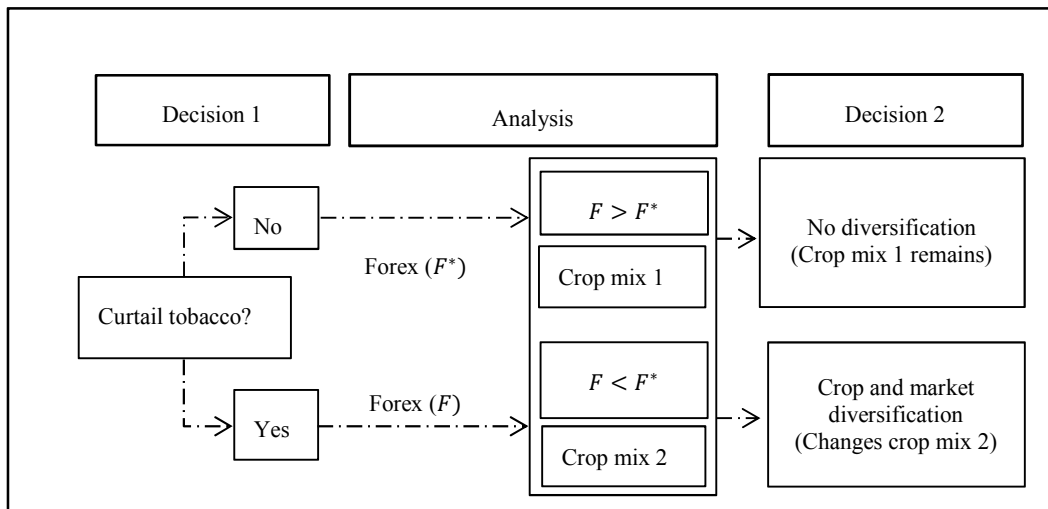 Decision 1
Analysis
Decision 2
No
Forex (F*)
F > F*
Crop mix 1
No diversification
(Crop mix 1 remains)
Curtail tobacco?
Yes
Forex (F)
F < F*
Crop mix 2
Crop and market
diversification
(Changes crop mix 2)